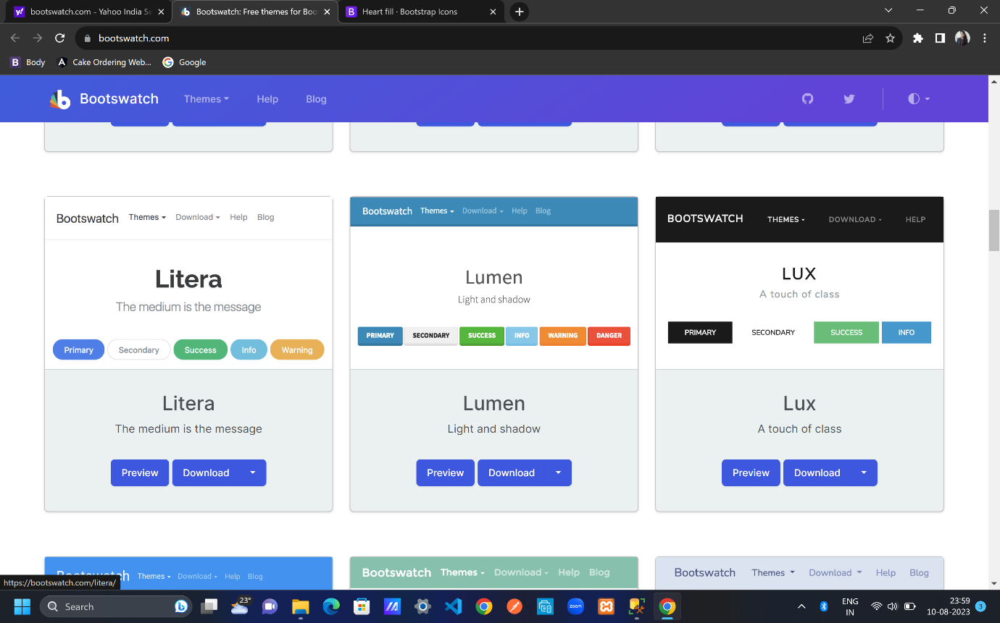 bootswatch.com - Yahoo India Se
Bootswatch: Free themes for Boo
Heart fill · Bootstrap Icons
bootswatch.com
Body
Cake Ordering Web...
Google
Bootswatch
Themes
Help
Blog
Bootswatch Themes Download Help Blog
Litera
The medium is the message
Primary Secondary Success Info Warning
Litera
The medium is the message
Preview Download
Bootswatch Themes Download Help Blog
Lumen
Light and shadow
PRIMARY SECONDARY SUCCESS INFO WARNING DANGER
Lumen
Light and shadow
Preview Download
BOOTSWATCH THEMES DOWNLOAD HELP
LUX
A touch of class
PRIMARY SECONDARY SUCCESS INFO
Lux
A touch of class
Preview Download
Bootswatch Themes Download Help Blog
Bootswatch Themes Download Help Blog
Bootswatch Themes Download Help Blog
https://bootswatch.com/litera/
Search
23°
zoom
ENG
IN
23:59
10-08-2023
3